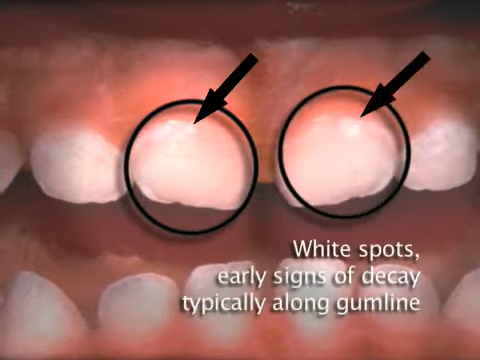 White spots,
early signs of decay
typically along gumline